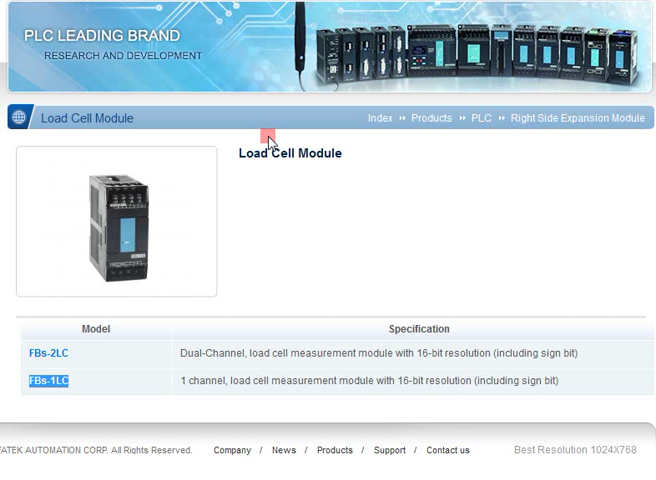 PLC LEADING BRAND
RESEARCH AND DEVELOPMENT
Load Cell Module
Index Products PLC Right Side Expansion Module
Load Cell Module
Model Specification
FBs-2LC Dual-Channel, load cell measurement module with 16-bit resolution (including sign bit)
FBs-1LC 1 channel, load cell measurement module with 16-bit resolution (including sign bit)
FATEK AUTOMATION CORP. All Rights Reserved. Company / News / Products / Support / Contact us Best Resolution 1024X768